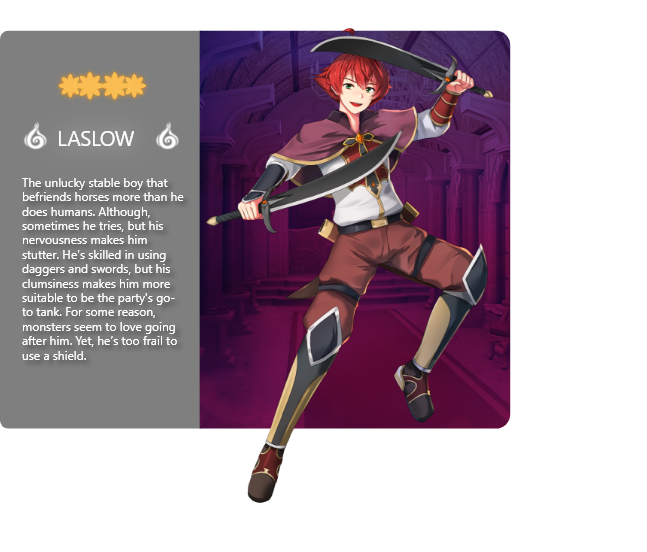 LASLOW
The unlucky stable boy that
befriends horses more than he
does humans. Although,
sometimes he tries, but his
nervousness makes him
stutter. He's skilled in using
daggers and swords, but his
clumsiness makes him more
suitable to be the party's go-
to tank. For some reason,
monsters seem to love going
after him. Yet, he's too frail to
use a shield.